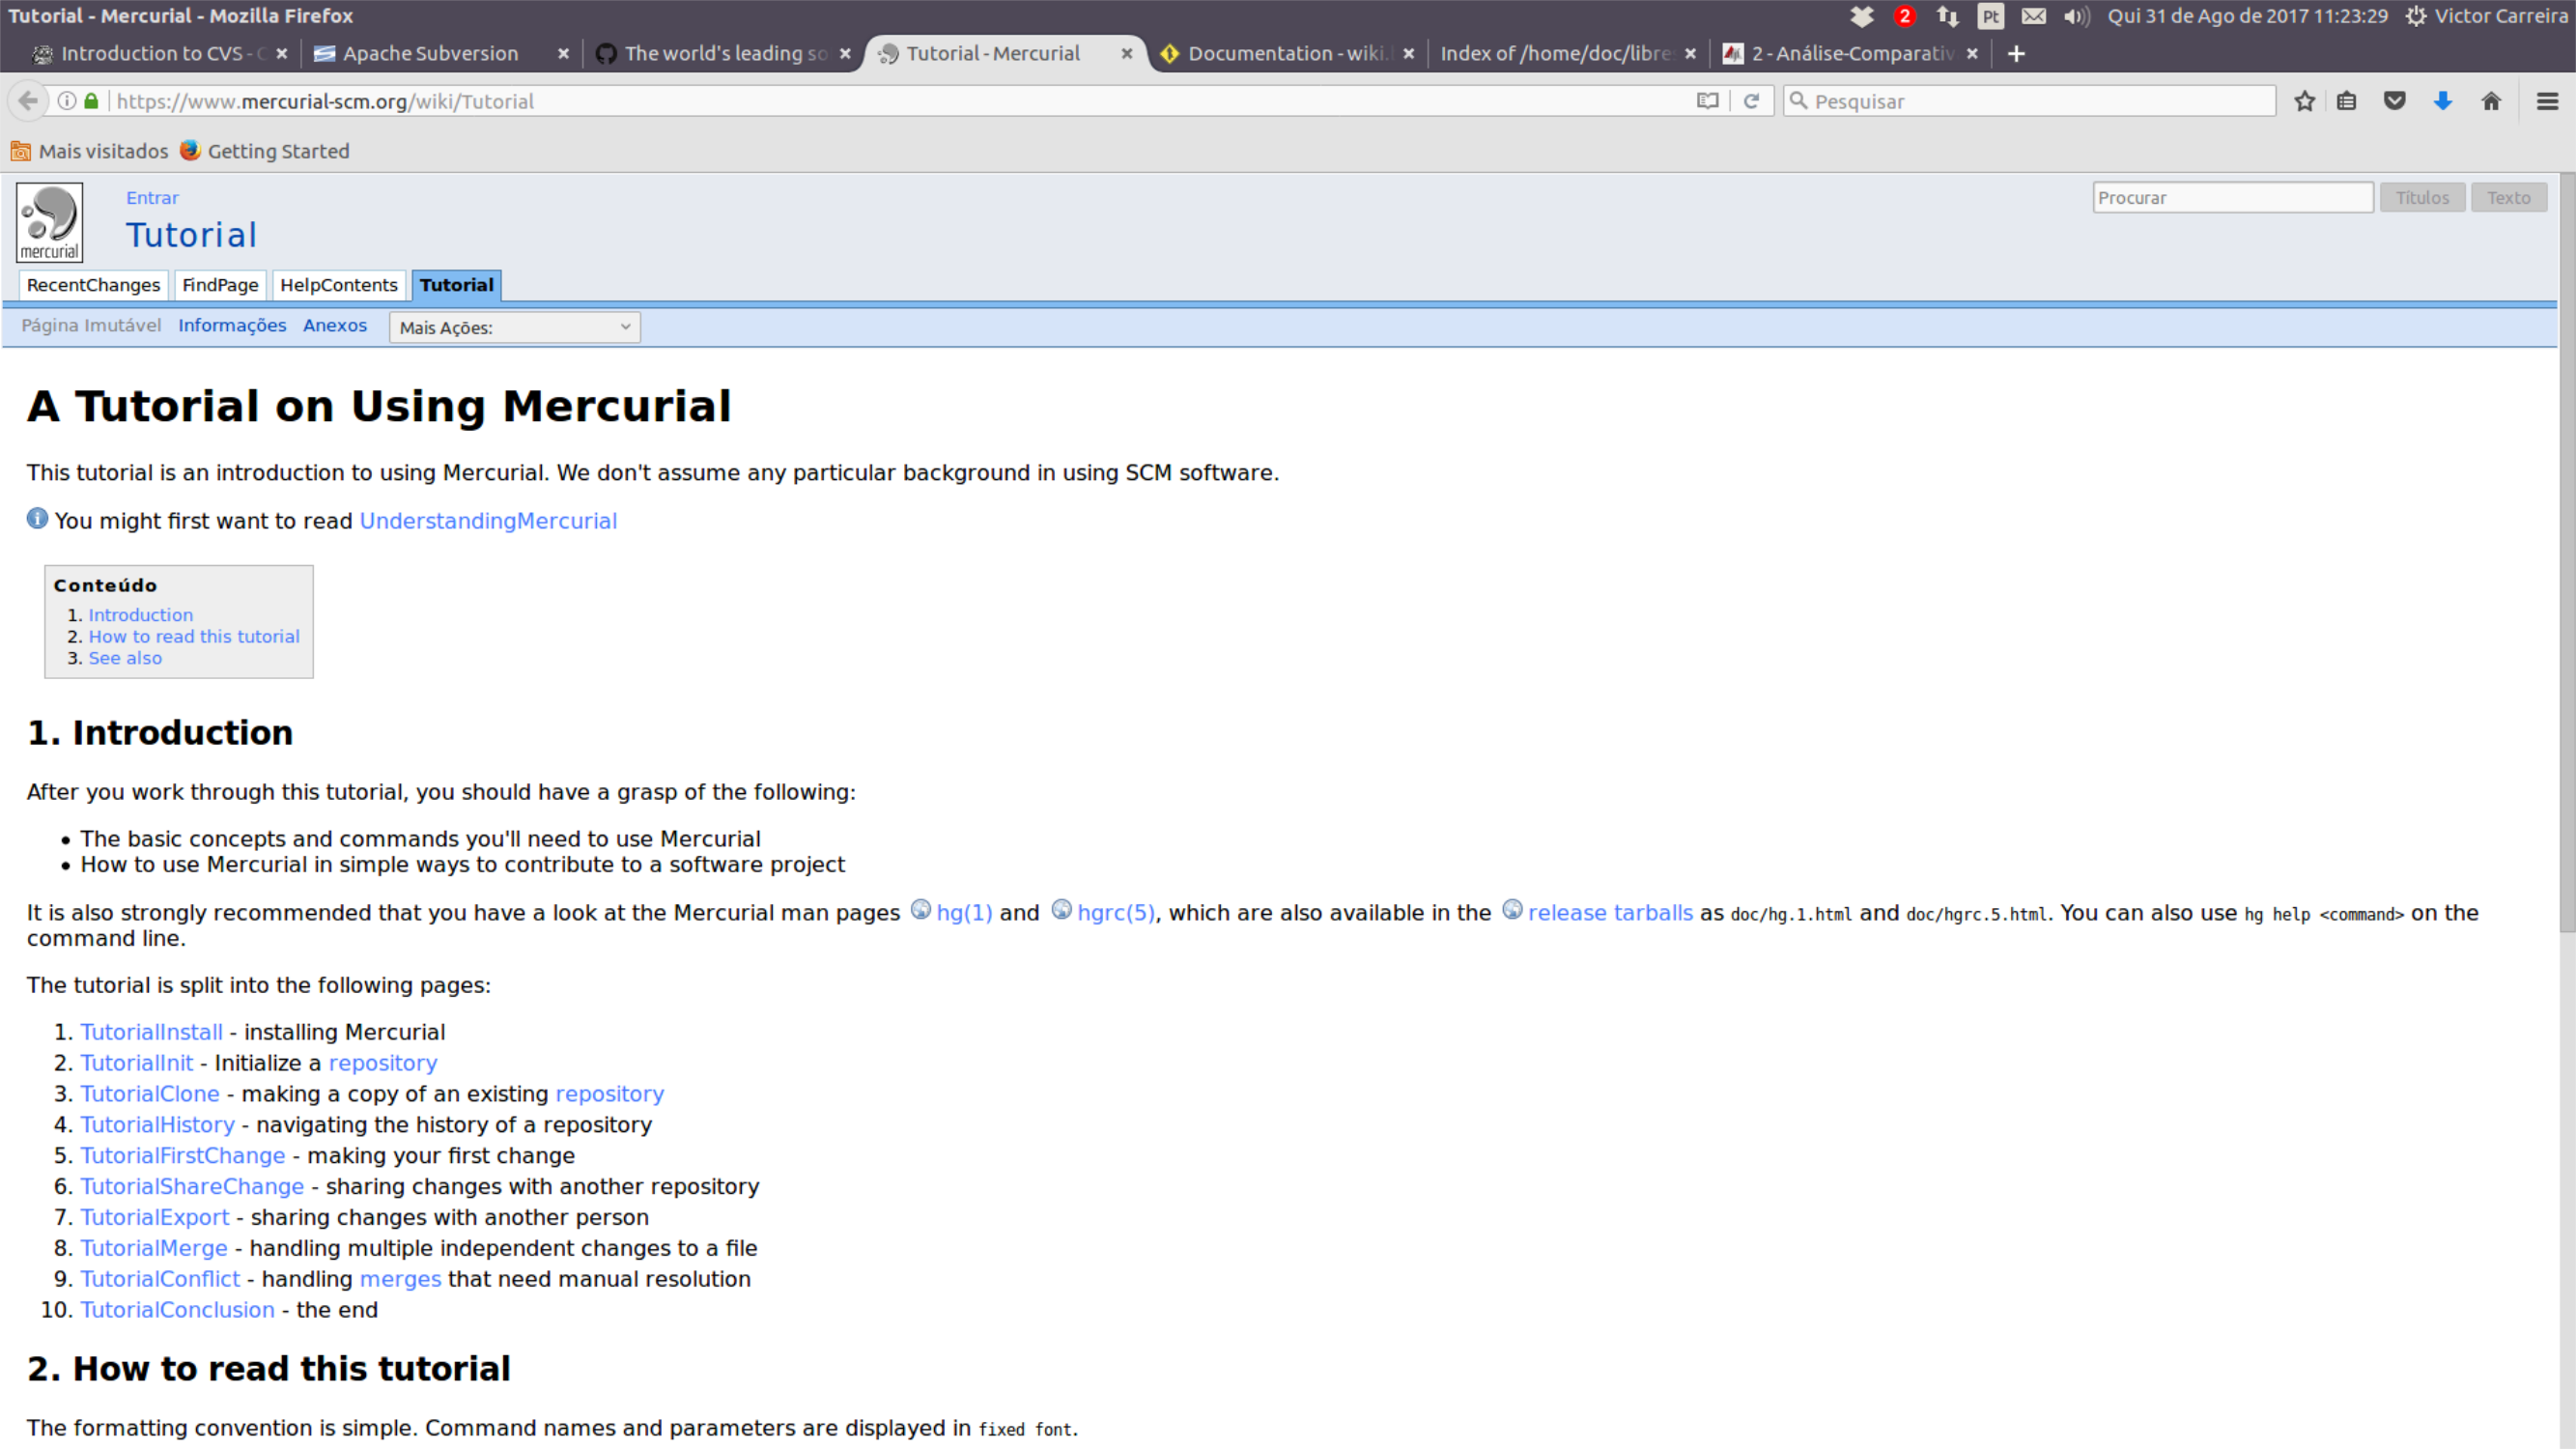 Tutorial - Mercurial - Mozilla Firefox
2 Pt Qui 31 de Ago de 2017 11:23:29 Victor Carreira
Introduction to CVS - Apache Subversion The world's leading so Tutorial - Mercurial Documentation - wiki. Index of /home/doc/libre 2 - Análise-Comparativ
https://www.mercurial-scm.org/wiki/Tutorial Pesquisar
Mais visitados Getting Started
mercurial
Entrar
Procurar Títulos Texto
Tutorial
RecentChanges FindPage HelpContents Tutorial
Página Imutável Informações Anexos Mais Ações:
A Tutorial on Using Mercurial
This tutorial is an introduction to using Mercurial. We don't assume any particular background in using SCM software.
You might first want to read UnderstandingMercurial
Conteúdo
1. Introduction
2. How to read this tutorial
3. See also
1. Introduction
After you work through this tutorial, you should have a grasp of the following:
• The basic concepts and commands you'll need to use Mercurial
• How to use Mercurial in simple ways to contribute to a software project
It is also strongly recommended that you have a look at the Mercurial man pages hg(1) and hgrc(5), which are also available in the release tarballs as doc/hg.1.html and doc/hgrc.5.html. You can also use hg help <command> on the
command line.
The tutorial is split into the following pages:
1. TutorialInstall - installing Mercurial
2. TutorialInit - Initialize a repository
3. TutorialClone - making a copy of an existing repository
4. TutorialHistory - navigating the history of a repository
5. TutorialFirstChange - making your first change
6. TutorialShareChange - sharing changes with another repository
7. TutorialExport - sharing changes with another person
8. TutorialMerge - handling multiple independent changes to a file
9. TutorialConflict - handling merges that need manual resolution
10. TutorialConclusion - the end
2. How to read this tutorial
The formatting convention is simple. Command names and parameters are displayed in fixed font.